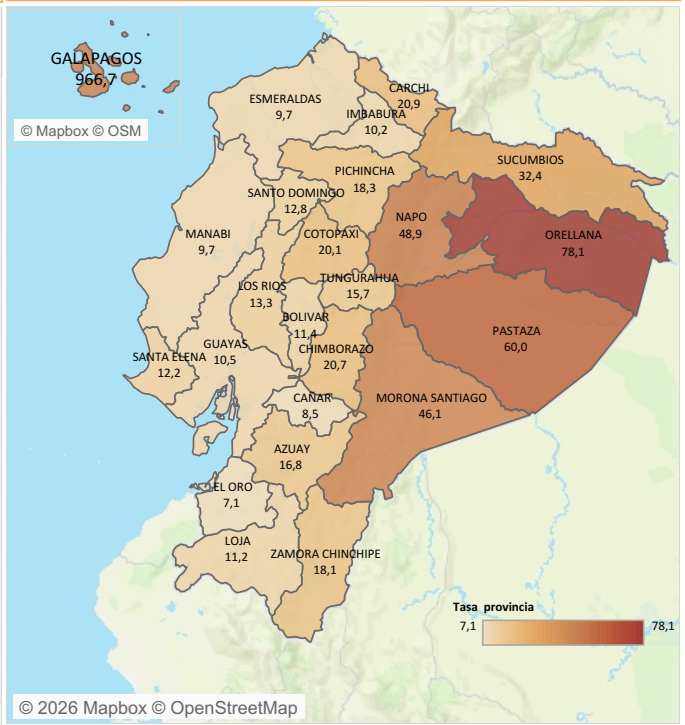 GALAPAGOS
966,7
© Mapbox © OSM
CARCHI
20,9
ESMERALDAS
9,7
IMBABURA
10,2
SUCUMBIOS
32,4
PICHINCHA
18,3
SANTO DOMINGO
12,8
NAPO
48,9
MANABI
9,7
COTOPAXI
20,1
ORELLANA
78,1
TUNGURAHUA
15,7
LOS RIOS
13,3
BOLIVAR
11,4
PASTAZA
60,0
GUAYAS
10,5
CHIMBORAZO
20,7
SANTA ELENA
12,2
CAÑAR
8,5
MORONA SANTIAGO
46,1
AZUAY
16,8
EL ORO
7,1
LOJA
11,2
ZAMORA CHINCHIPE
18,1
Tasa provincia
7,1 78,1
© 2026 Mapbox © OpenStreetMap